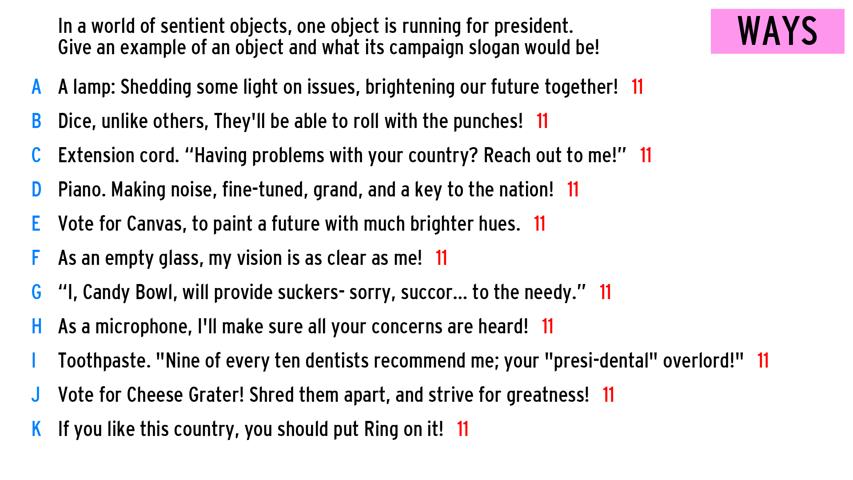 In a world of sentient objects, one object is running for president.
Give an example of an object and what its campaign slogan would be!
WAYS
A A lamp: Shedding some light on issues, brightening our future together! 11
B Dice, unlike others, They'll be able to roll with the punches! 11
C Extension cord. “Having problems with your country? Reach out to me!” 11
D Piano. Making noise, fine-tuned, grand, and a key to the nation! 11
E Vote for Canvas, to paint a future with much brighter hues. 11
F As an empty glass, my vision is as clear as me! 11
G “I, Candy Bowl, will provide suckers- sorry, succor... to the needy.” 11
H As a microphone, I'll make sure all your concerns are heard! 11
I Toothpaste. "Nine of every ten dentists recommend me; your "presi-dental" overlord!" 11
J Vote for Cheese Grater! Shred them apart, and strive for greatness! 11
K If you like this country, you should put Ring on it! 11